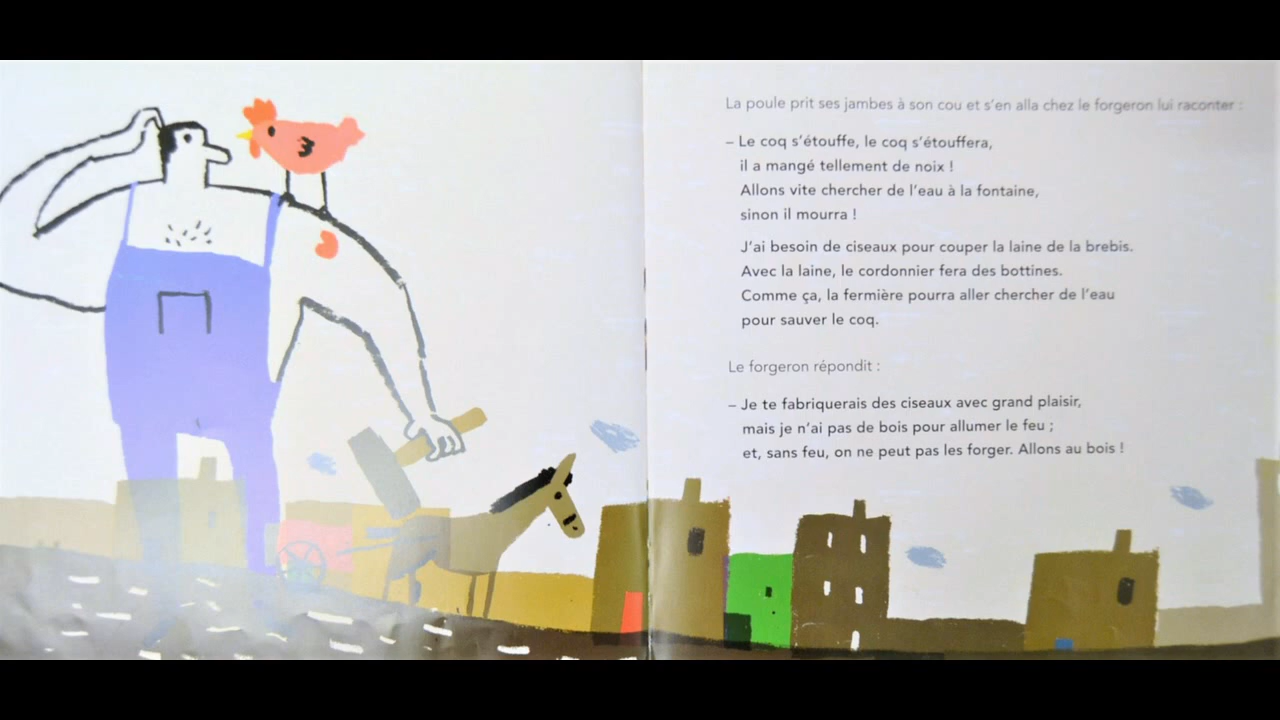 La poule prit ses jambes à son cou et s'en alla chez le forgeron lui raconter :
– Le coq s'étouffe, le coq s'étouffera,
il a mangé tellement de noix !
Allons vite chercher de l'eau à la fontaine,
sinon il mourra !
J'ai besoin de ciseaux pour couper la laine de la brebis.
Avec la laine, le cordonnier fera des bottines.
Comme ça, la fermière pourra aller chercher de l'eau
pour sauver le coq.
Le forgeron répondit :
– Je te fabriquerais des ciseaux avec grand plaisir,
mais je n'ai pas de bois pour allumer le feu ;
et, sans feu, on ne peut pas les forger. Allons au bois !